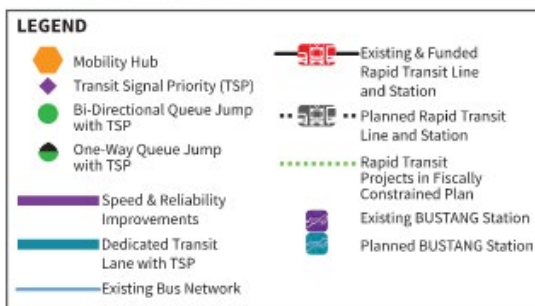 LEGEND
Mobility Hub
Transit Signal Priority (TSP)
Bi-Directional Queue Jump
with TSP
One-Way Queue Jump
with TSP
Speed & Reliability
Improvements
Dedicated Transit
Lane with TSP
Existing Bus Network
Existing & Funded
Rapid Transit Line
and Station
Planned Rapid Transit
Line and Station
Rapid Transit
Projects in Fiscally
Constrained Plan
Existing BUSTANG Station
Planned BUSTANG Station